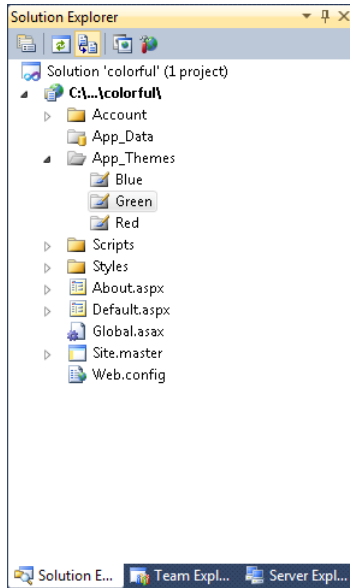 Solution Explorer
Solution 'colorful' (1 project)
C:\...\colorful\
Account
App_Data
App_Themes
Blue
Green
Red
Scripts
Styles
About.aspx
Default.aspx
Global.asax
Site.master
Web.config
Solution E... Team Expl... Server Expl...